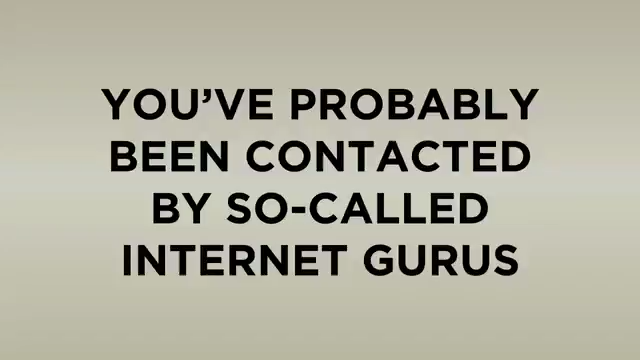 YOU’VE PROBABLY
BEEN CONTACTED
BY SO-CALLED
INTERNET GURUS